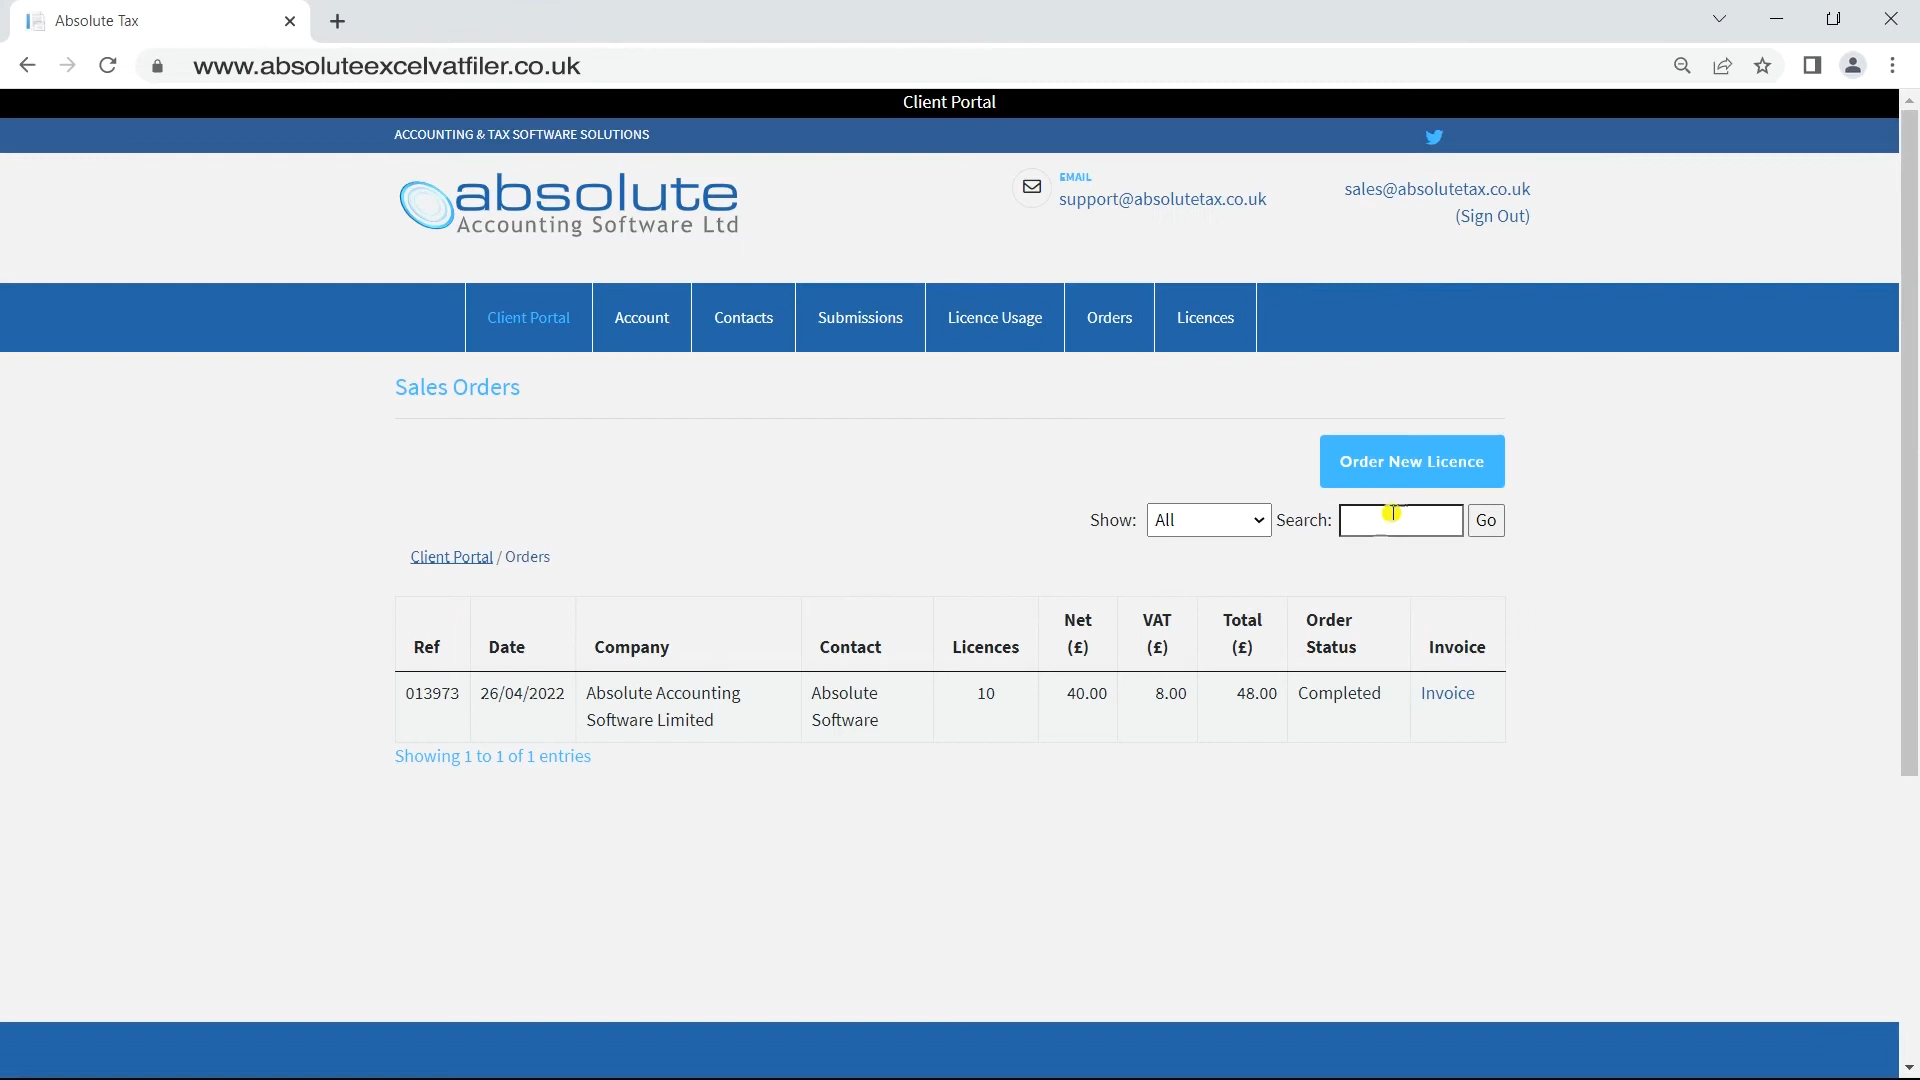 Absolute Tax
www.absoluteexcelvatfiler.co.uk
Client Portal
ACCOUNTING & TAX SOFTWARE SOLUTIONS
absolute
Accounting Software Ltd
EMAIL
support@absolutetax.co.uk
sales@absolutetax.co.uk
(Sign Out)
Client Portal Account Contacts Submissions Licence Usage Orders Licences
Sales Orders
Order New Licence
Show: All Search: Go
Client Portal / Orders
Ref Date Company Contact Licences Net (£) VAT (£) Total (£) Order Status Invoice
013973 26/04/2022 Absolute Accounting Software Limited Absolute Software 10 40.00 8.00 48.00 Completed Invoice
Showing 1 to 1 of 1 entries